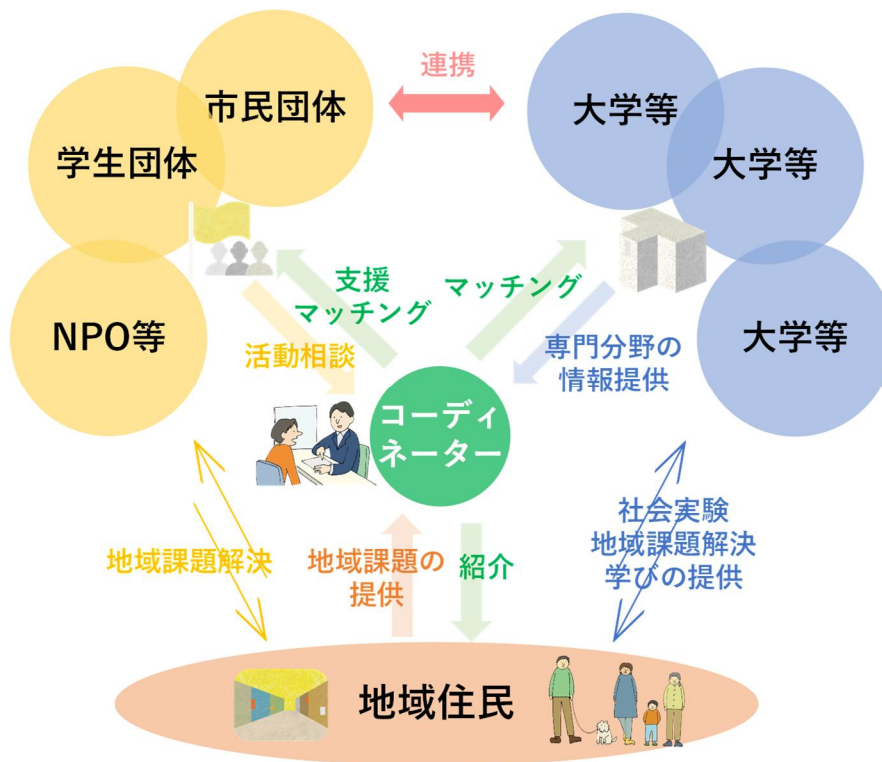 連携
市民団体
学生団体
NPO等
大学等
大学等
大学等
支援
マッチング
マッチング
活動相談
専門分野の
情報提供
コーディ
ネーター
地域課題解決
地域課題の
提供
紹介
社会実験
地域課題解決
学びの提供
地域住民